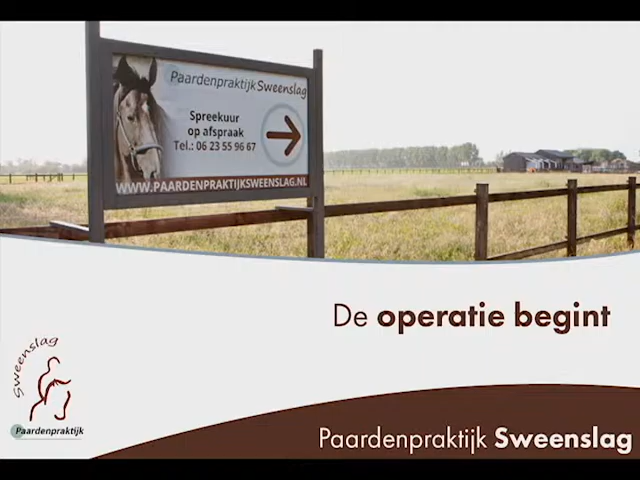 Paardenpraktijk Sweenslag
Spreekuur
op afspraak
Tel.: 06 23 55 96 67
WWW.PAARDENPRAKTIJKSWEENSLAG.NL
De operatie begint
Sweenslag
Paardenpraktijk
Paardenpraktijk Sweenslag